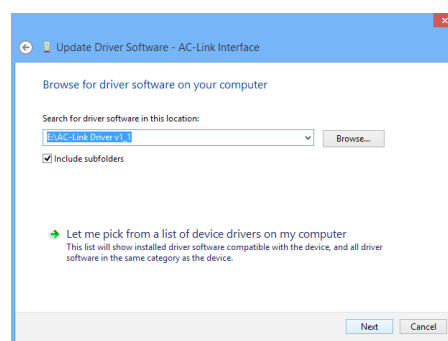 Update Driver Software - AC-Link Interface
Browse for driver software on your computer
Search for driver software in this location:
E:\AC-Link Driver v1_1
Browse...
Include subfolders
Let me pick from a list of device drivers on my computer
This list will show installed driver software compatible with the device, and all driver
software in the same category as the device.
Next Cancel